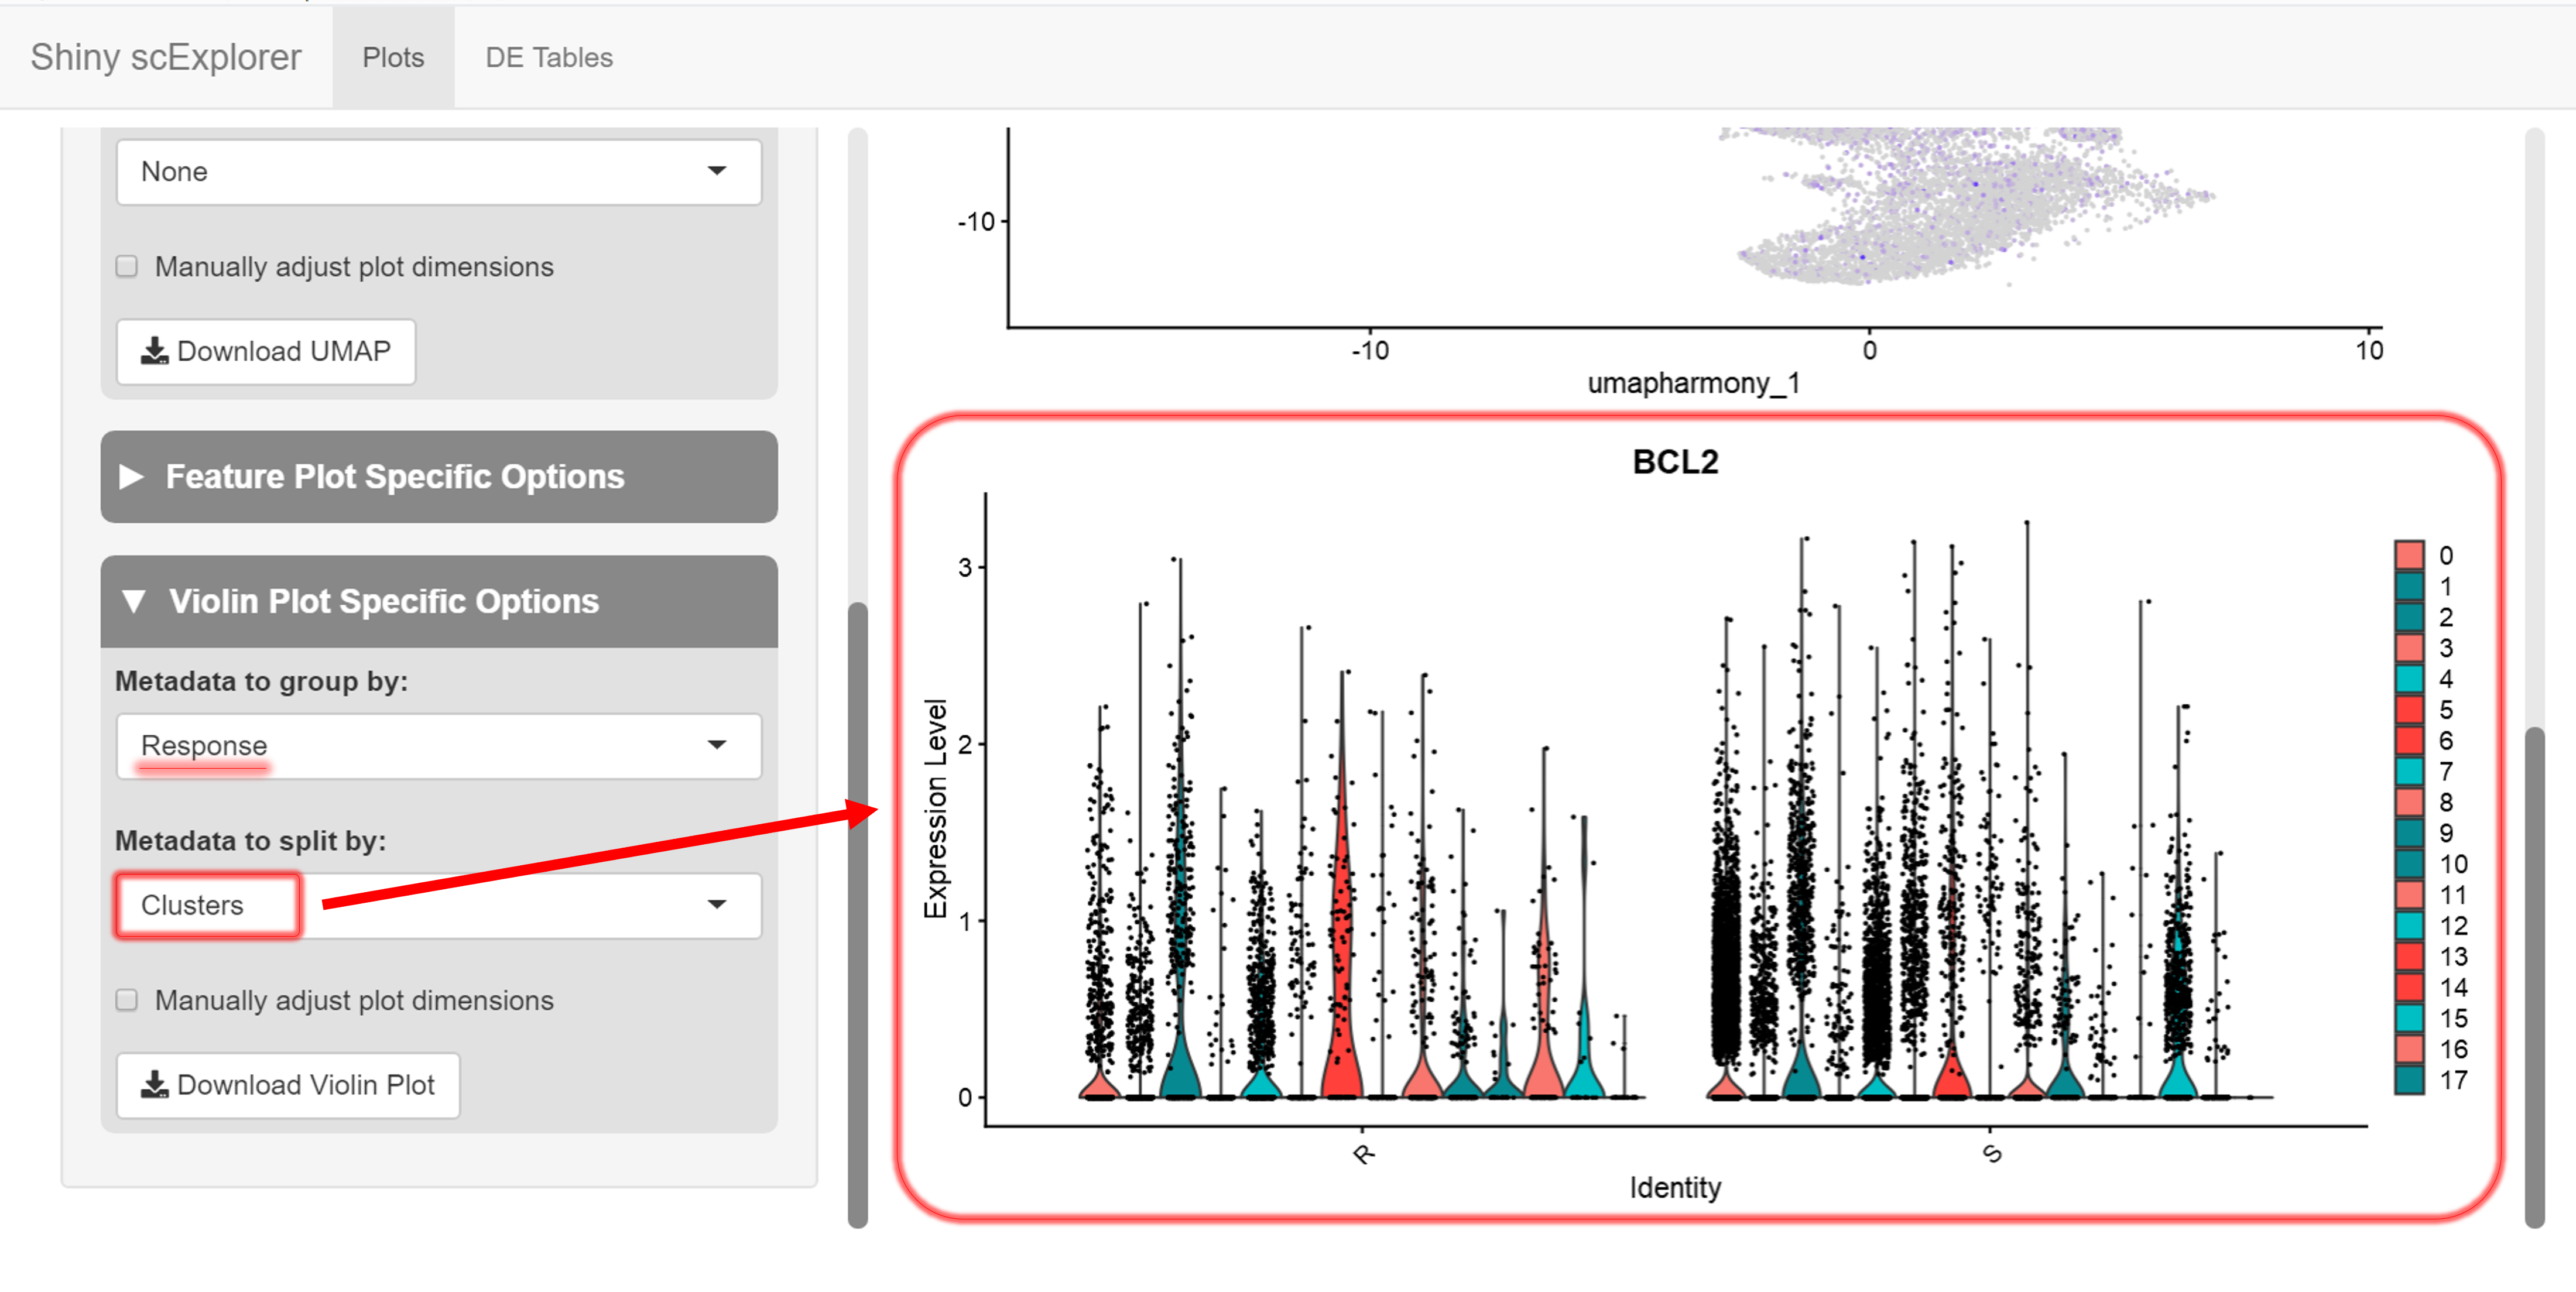 Shiny scExplorer
Plots
DE Tables
None
Manually adjust plot dimensions
Download UMAP
Feature Plot Specific Options
Violin Plot Specific Options
Metadata to group by:
Response
Metadata to split by:
Clusters
Manually adjust plot dimensions
Download Violin Plot
-10
-10
0
10
umapharmony_1
BCL2
Expression Level
3
2
1
0
R
S
Identity
0
1
2
3
4
5
6
7
8
9
10
11
12
13
14
15
16
17